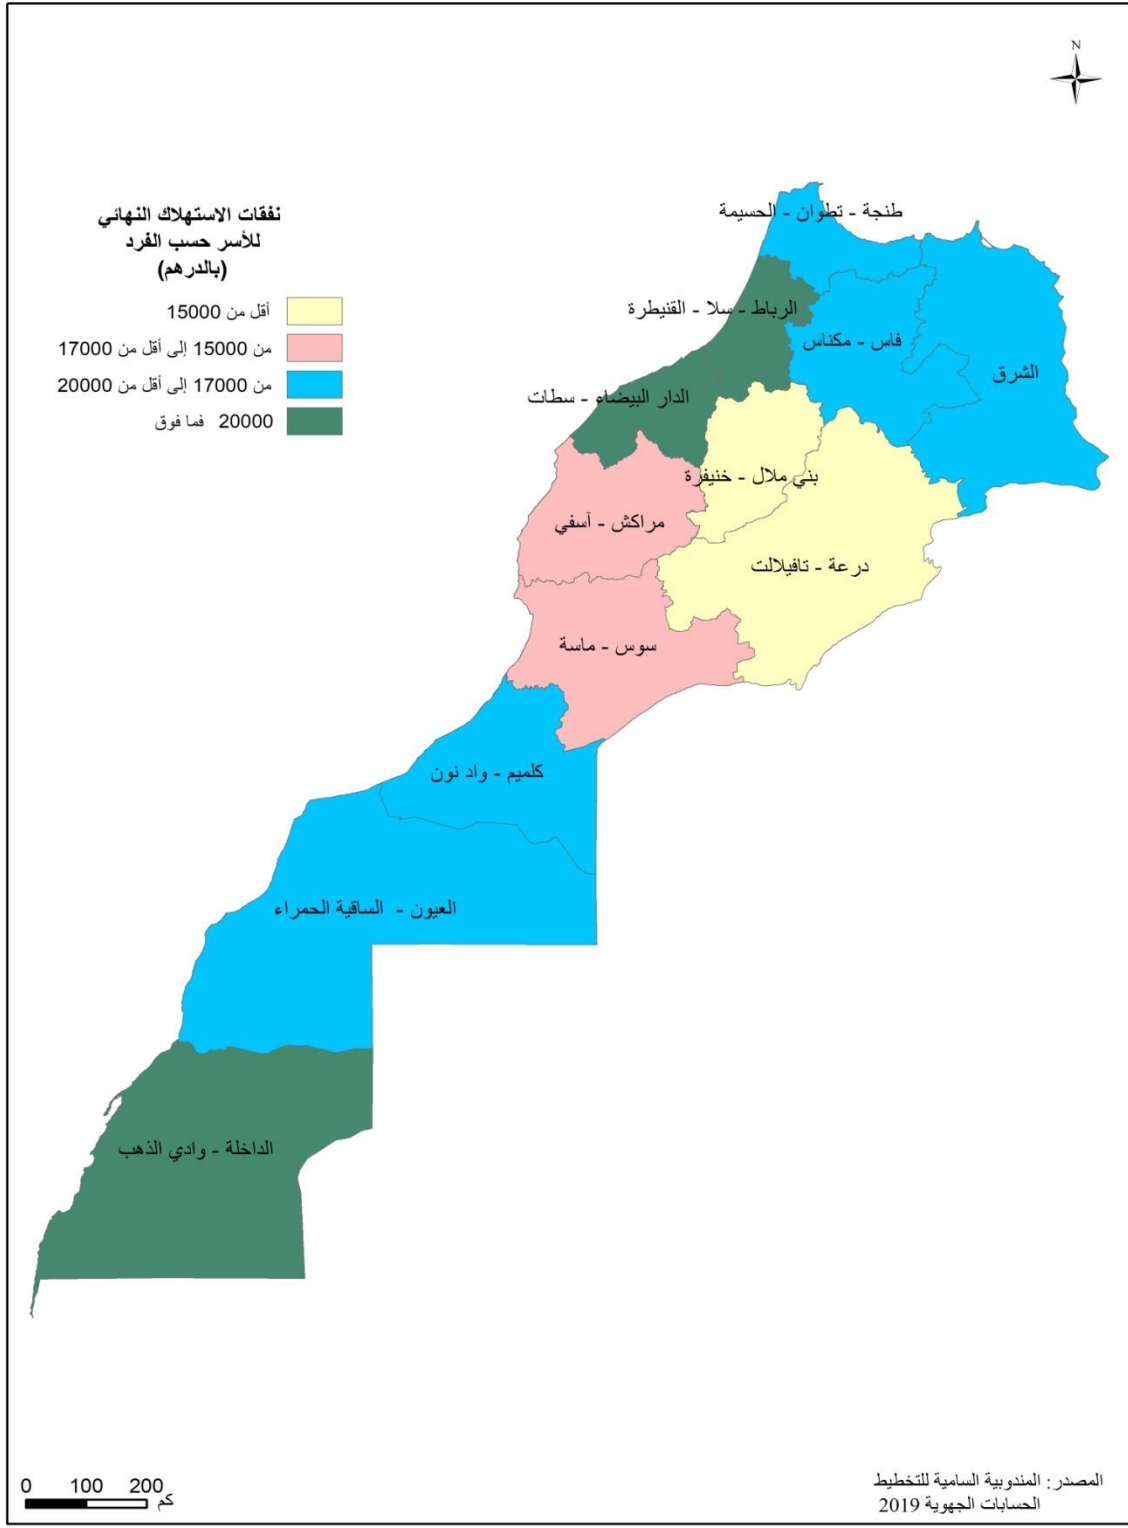 N
نفقات الاستهلاك النهائي
للأسر حسب الفرد
(بالدرهم)
أقل من 15000
من 15000 إلى أقل من 17000
من 17000 إلى أقل من 20000
20000 فما فوق
طنجة - تطوان - الحسيمة
الرباط - سلا - القنيطرة
فاس - مكناس
الشرق
الدار البيضاء - سطات
بني ملال - خنيفرة
مراكش - آسفي
درعة - تافيلالت
سوس - ماسة
كلميم - واد نون
العيون - الساقية الحمراء
الداخلة - وادي الذهب
0 100 200
كم
المصدر: المندوبية السامية للتخطيط
الحسابات الجهوية 2019